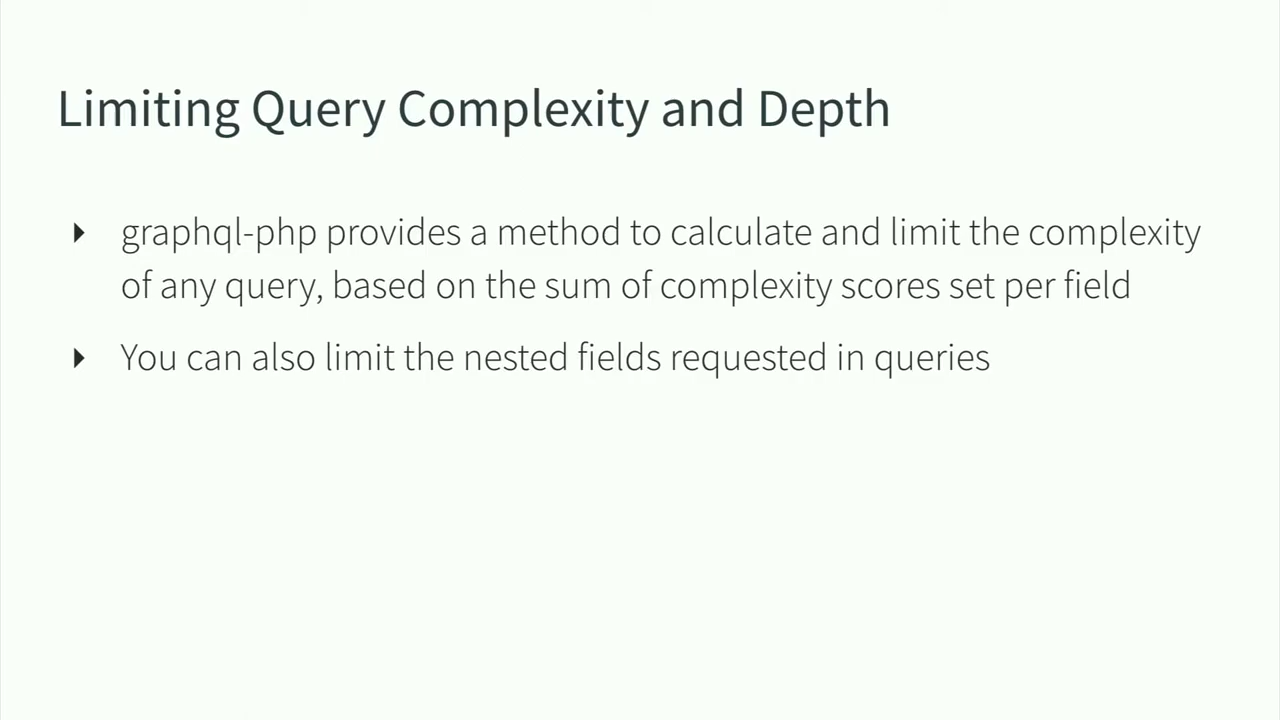 Limiting Query Complexity and Depth
graphql-php provides a method to calculate and limit the complexity
of any query, based on the sum of complexity scores set per field
You can also limit the nested fields requested in queries